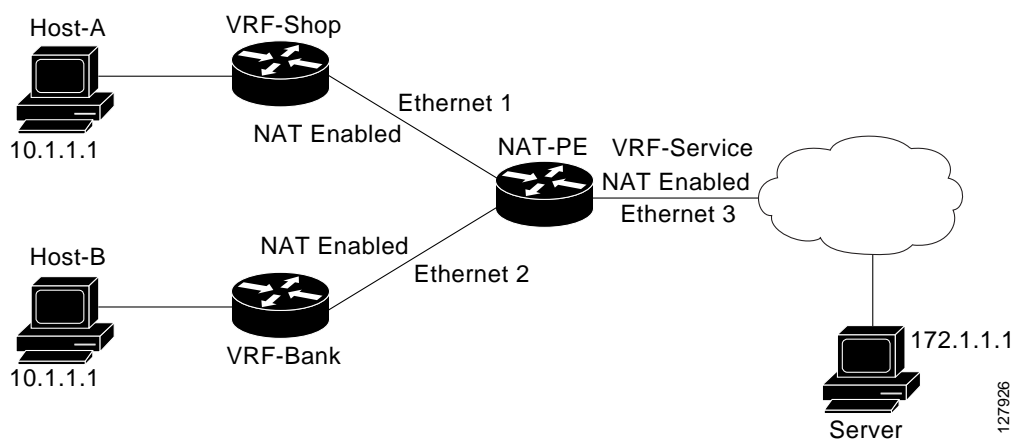 Host-A
VRF-Shop
Ethernet 1
NAT Enabled
10.1.1.1
NAT-PE
VRF-Service
NAT Enabled
Ethernet 3
NAT Enabled
Host-B
Ethernet 2
VRF-Bank
10.1.1.1
172.1.1.1
Server
127926